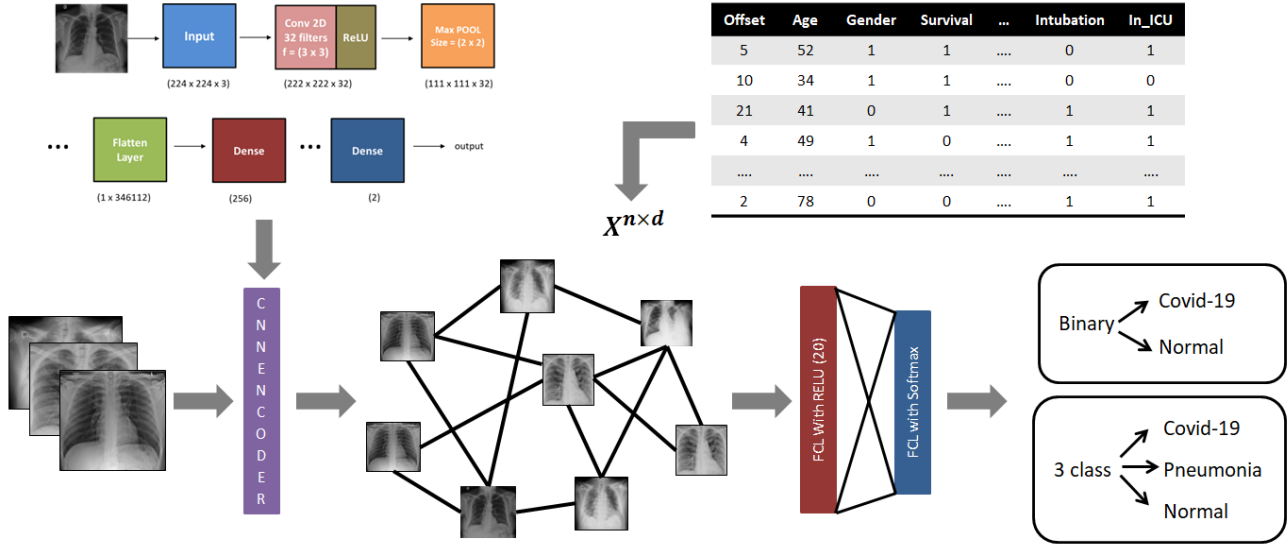 Input
Conv 2D
32 filters
f = (3 x 3)
ReLU
Max POOL
Size = (2 x 2)
(224 x 224 x 3)
(222 x 222 x 32)
(111 x 111 x 32)
...
Flatten
Layer
Dense
...
Dense
output
(1 x 346112)
(256)
(2)
Offset Age Gender Survival ... Intubation In_ICU
5 52 1 1 .... 0 1
10 34 1 1 .... 0 0
21 41 0 1 .... 1 1
4 49 1 0 .... 1 1
.... .... .... .... .... .... ....
2 78 0 0 .... 1 1
X^{n×d}
CNNENCODER
FCL With RELU (20)
FCL with Softmax
Binary
Covid-19
Normal
3 class
Covid-19
Pneumonia
Normal